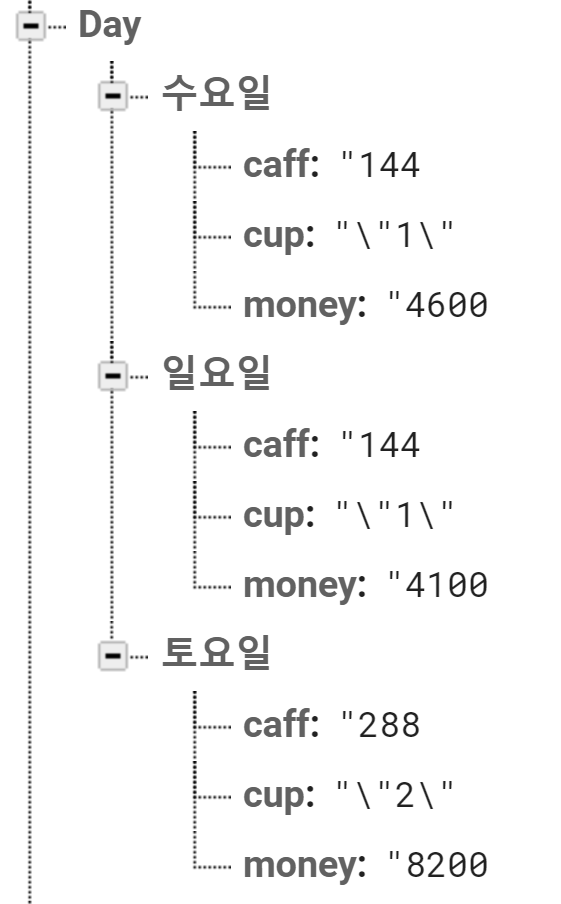 Day
수요일
caff: "144
cup: "\"1\"
money: "4600
일요일
caff: "144
cup: "\"1\"
money: "4100
토요일
caff: "288
cup: "\"2\"
money: "8200